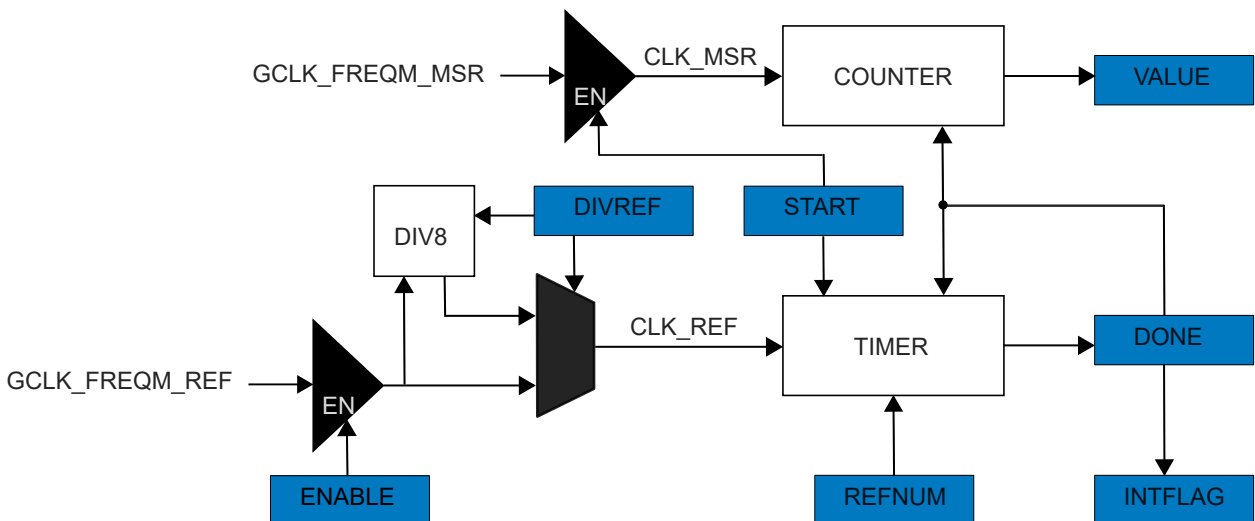 GCLK_FREQM_MSR
EN
CLK_MSR
COUNTER
VALUE
DIV8
DIVREF
START
GCLK_FREQM_REF
EN
CLK_REF
TIMER
DONE
ENABLE
REFNUM
INTFLAG